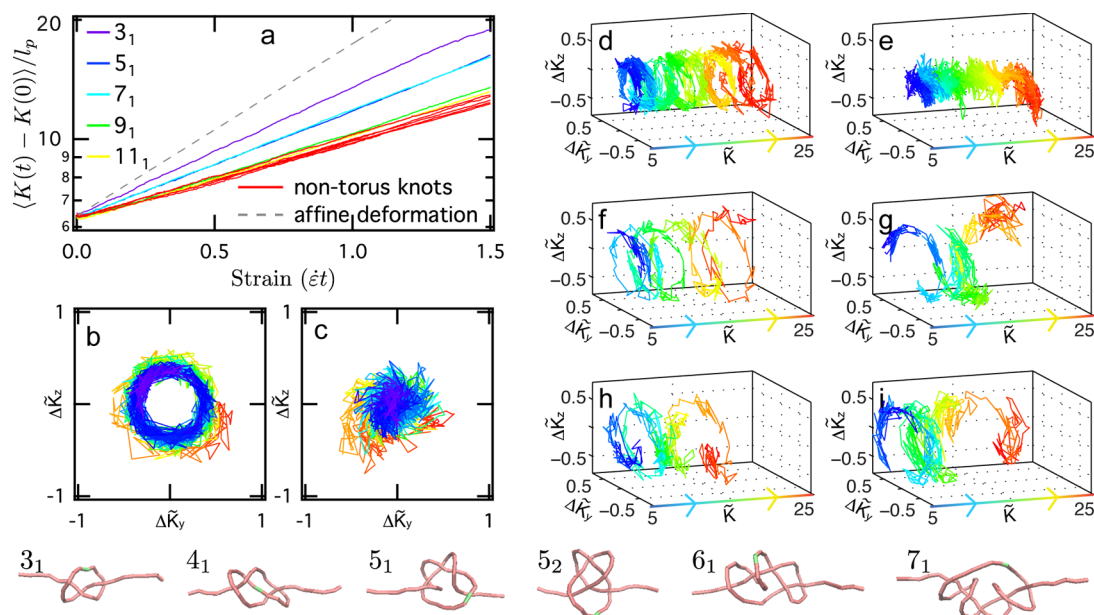 a
⟨K(t) − K(0)⟩/l_p
20
10
9
8
7
6
3₁
5₁
7₁
9₁
11₁
non-torus knots
affine deformation
0.0 0.5 1.0 1.5
Strain (ε̇t)
b
ΔK̃z
1
-1
-1 1
ΔK̃y
c
ΔK̃z
1
-1
-1 1
ΔK̃y
d
ΔK̃z
0.5
−0.5
0.5
−0.5
ΔK̃y
5 K̃ 25
e
ΔK̃z
0.5
−0.5
0.5
−0.5
ΔK̃y
5 K̃ 25
f
ΔK̃z
0.5
−0.5
0.5
−0.5
ΔK̃y
5 K̃ 25
g
ΔK̃z
0.5
−0.5
0.5
−0.5
ΔK̃y
5 K̃ 25
h
ΔK̃z
0.5
−0.5
0.5
−0.5
ΔK̃y
5 K̃ 25
i
ΔK̃z
0.5
−0.5
0.5
−0.5
ΔK̃y
5 K̃ 25
3₁ 4₁ 5₁ 5₂ 6₁ 7₁